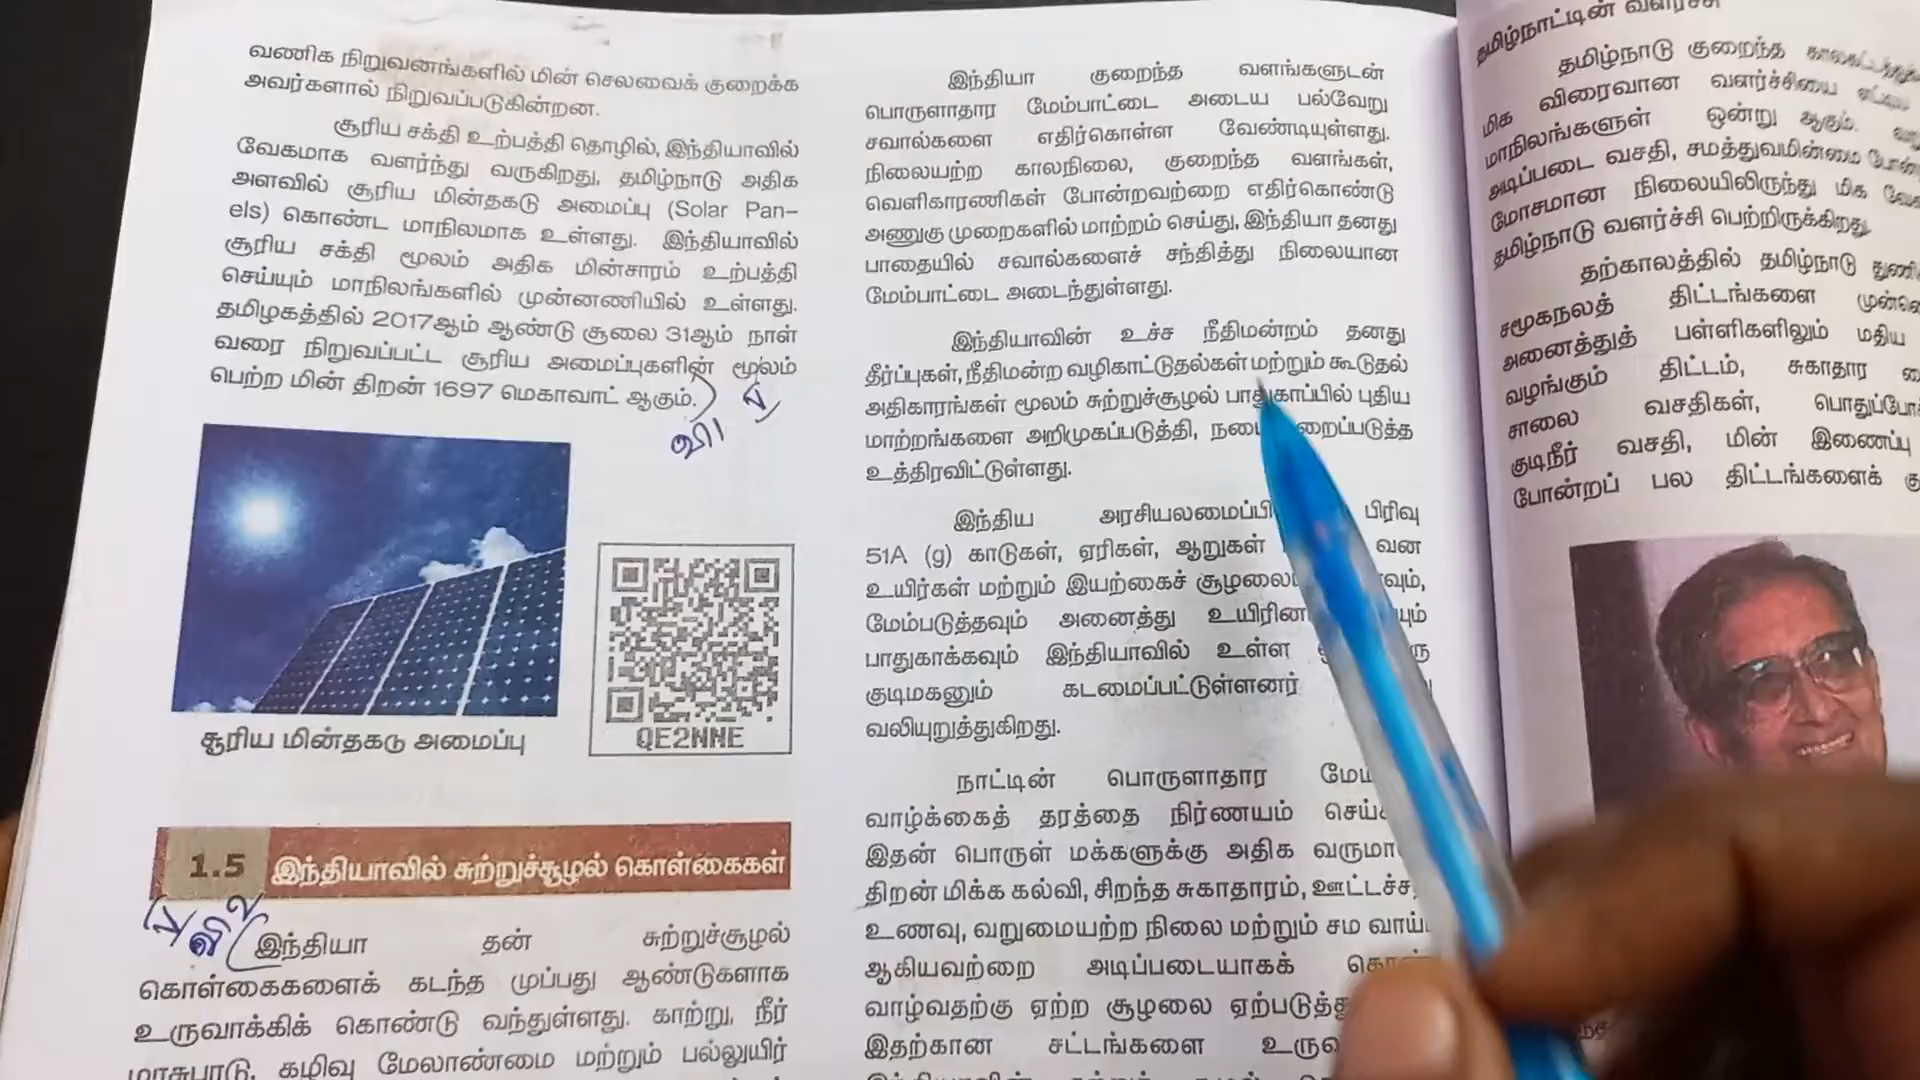 வணிக நிறுவனங்களில் மின் செலவைக் குறைக்க
அவர்களால் நிறுவப்படுகின்றன.
சூரிய சக்தி உற்பத்தி தொழில், இந்தியாவில்
வேகமாக வளர்ந்து வருகிறது, தமிழ்நாடு அதிக
அளவில் சூரிய மின்தகடு அமைப்பு (Solar Pan-
els) கொண்ட மாநிலமாக உள்ளது. இந்தியாவில்
சூரிய சக்தி மூலம் அதிக மின்சாரம் உற்பத்தி
செய்யும் மாநிலங்களில் முன்னணியில் உள்ளது.
தமிழகத்தில் 2017ஆம் ஆண்டு சூலை 31ஆம் நாள்
வரை நிறுவப்பட்ட சூரிய அமைப்புகளின் மூலம்
பெற்ற மின் திறன் 1697 மெகாவாட் ஆகும்.
QE2NNE
சூரிய மின்தகடு அமைப்பு
1.5 இந்தியாவில் சுற்றுச்சூழல் கொள்கைகள்
இந்தியா தன் சுற்றுச்சூழல்
கொள்கைகளைக் கடந்த முப்பது ஆண்டுகளாக
உருவாக்கிக் கொண்டு வந்துள்ளது. காற்று, நீர்
மாசுபாடு, கழிவு மேலாண்மை மற்றும் பல்லுயிர்
இந்தியா குறைந்த வளங்களுடன்
பொருளாதார மேம்பாட்டை அடைய பல்வேறு
சவால்களை எதிர்கொள்ள வேண்டியுள்ளது.
நிலையற்ற காலநிலை, குறைந்த வளங்கள்,
வெளிகாரணிகள் போன்றவற்றை எதிர்கொண்டு
அணுகு முறைகளில் மாற்றம் செய்து, இந்தியா தனது
பாதையில் சவால்களைச் சந்தித்து நிலையான
மேம்பாட்டை அடைந்துள்ளது.
இந்தியாவின் உச்ச நீதிமன்றம் தனது
தீர்ப்புகள், நீதிமன்ற வழிகாட்டுதல்கள் மற்றும் கூடுதல்
அதிகாரங்கள் மூலம் சுற்றுச்சூழல் பாதுகாப்பில் புதிய
மாற்றங்களை அறிமுகப்படுத்தி,
உத்திரவிட்டுள்ளது.
இந்திய பிரிவு
51A (g) காடுகள், ஏரிகள், ஆறுகள் வன
உயிர்கள் மற்றும் இயற்கைச்
மேம்படுத்தவும் அனைத்து
பாதுகாக்கவும் இந்தியாவில் உள்ள
குடிமகனும் கடமைப்பட்டுள்ளனர்
வலியுறுத்துகிறது.
நாட்டின் பொருளாதார
வாழ்க்கைத் தரத்தை நிர்ணயம்
இதன் பொருள் மக்களுக்கு அதிக
திறன் மிக்க கல்வி, சிறந்த சுகாதாரம்,
உணவு, வறுமையற்ற நிலை மற்றும் சம
ஆகியவற்றை அடிப்படையாகக்
வாழ்வதற்கு ஏற்ற சூழலை
இதற்கான சட்டங்களை
தமிழ்நாட்டின் வளர்ச்சி
தமிழ்நாடு குறைந்த
மிக விரைவான வளர்ச்சியை
மாநிலங்களுள் ஒன்று ஆகும்.
அடிப்படை வசதி, சமத்துவமின்மை
மோசமான நிலையிலிருந்து மிக
தமிழ்நாடு வளர்ச்சி பெற்றிருக்கிறது.
தற்காலத்தில் தமிழ்நாடு
சமூகநலத் திட்டங்களை
அனைத்துத் பள்ளிகளிலும் மதிய
வழங்கும் திட்டம், சுகாதார
சாலை வசதிகள்,
குடிநீர் வசதி, மின் இணைப்பு
போன்றப் பல திட்டங்களைக்